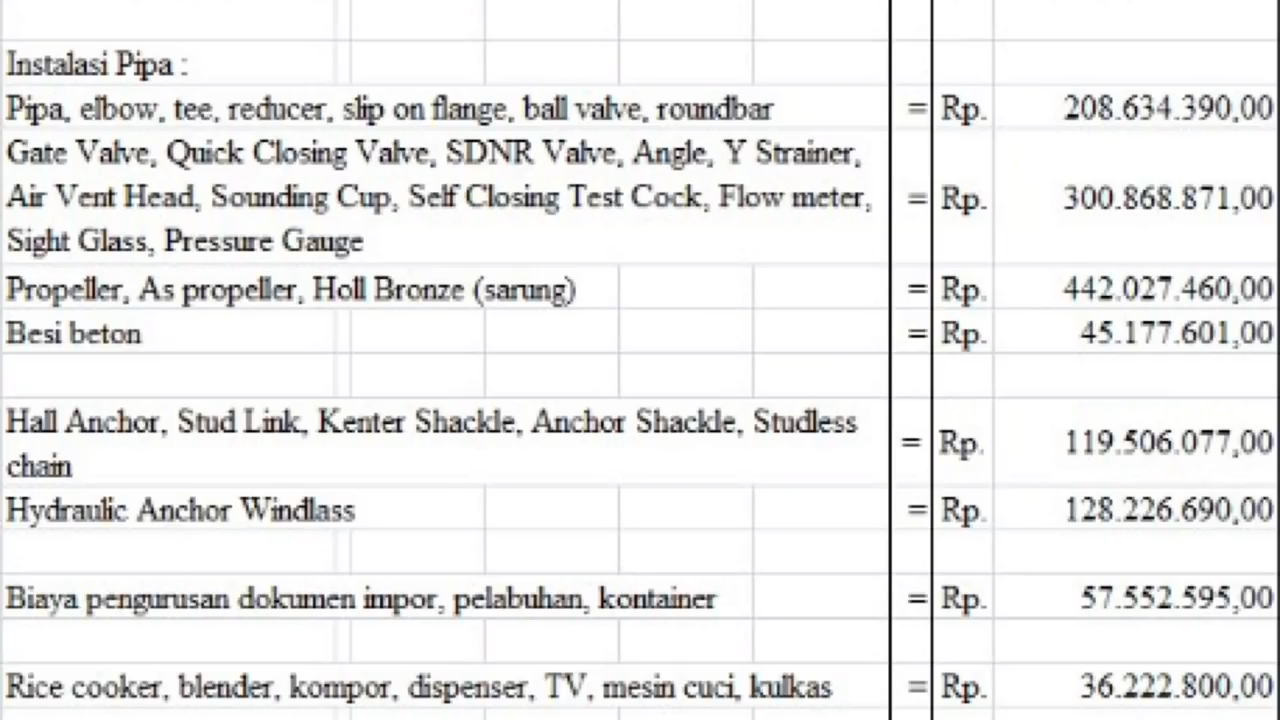 Instalasi Pipa :
Pipa, elbow, tee, reducer, slip on flange, ball valve, roundbar = Rp. 208.634.390,00
Gate Valve, Quick Closing Valve, SDNR Valve, Angle, Y Strainer,
Air Vent Head, Sounding Cup, Self Closing Test Cock, Flow meter, = Rp. 300.868.871,00
Sight Glass, Pressure Gauge
Propeller, As propeller, Holl Bronze (sarung) = Rp. 442.027.460,00
Besi beton = Rp. 45.177.601,00
Hall Anchor, Stud Link, Kenter Shackle, Anchor Shackle, Studless
chain = Rp. 119.506.077,00
Hydraulic Anchor Windlass = Rp. 128.226.690,00
Biaya pengurusan dokumen impor, pelabuhan, kontainer = Rp. 57.552.595,00
Rice cooker, blender, kompor, dispenser, TV, mesin cuci, kulkas = Rp. 36.222.800,00